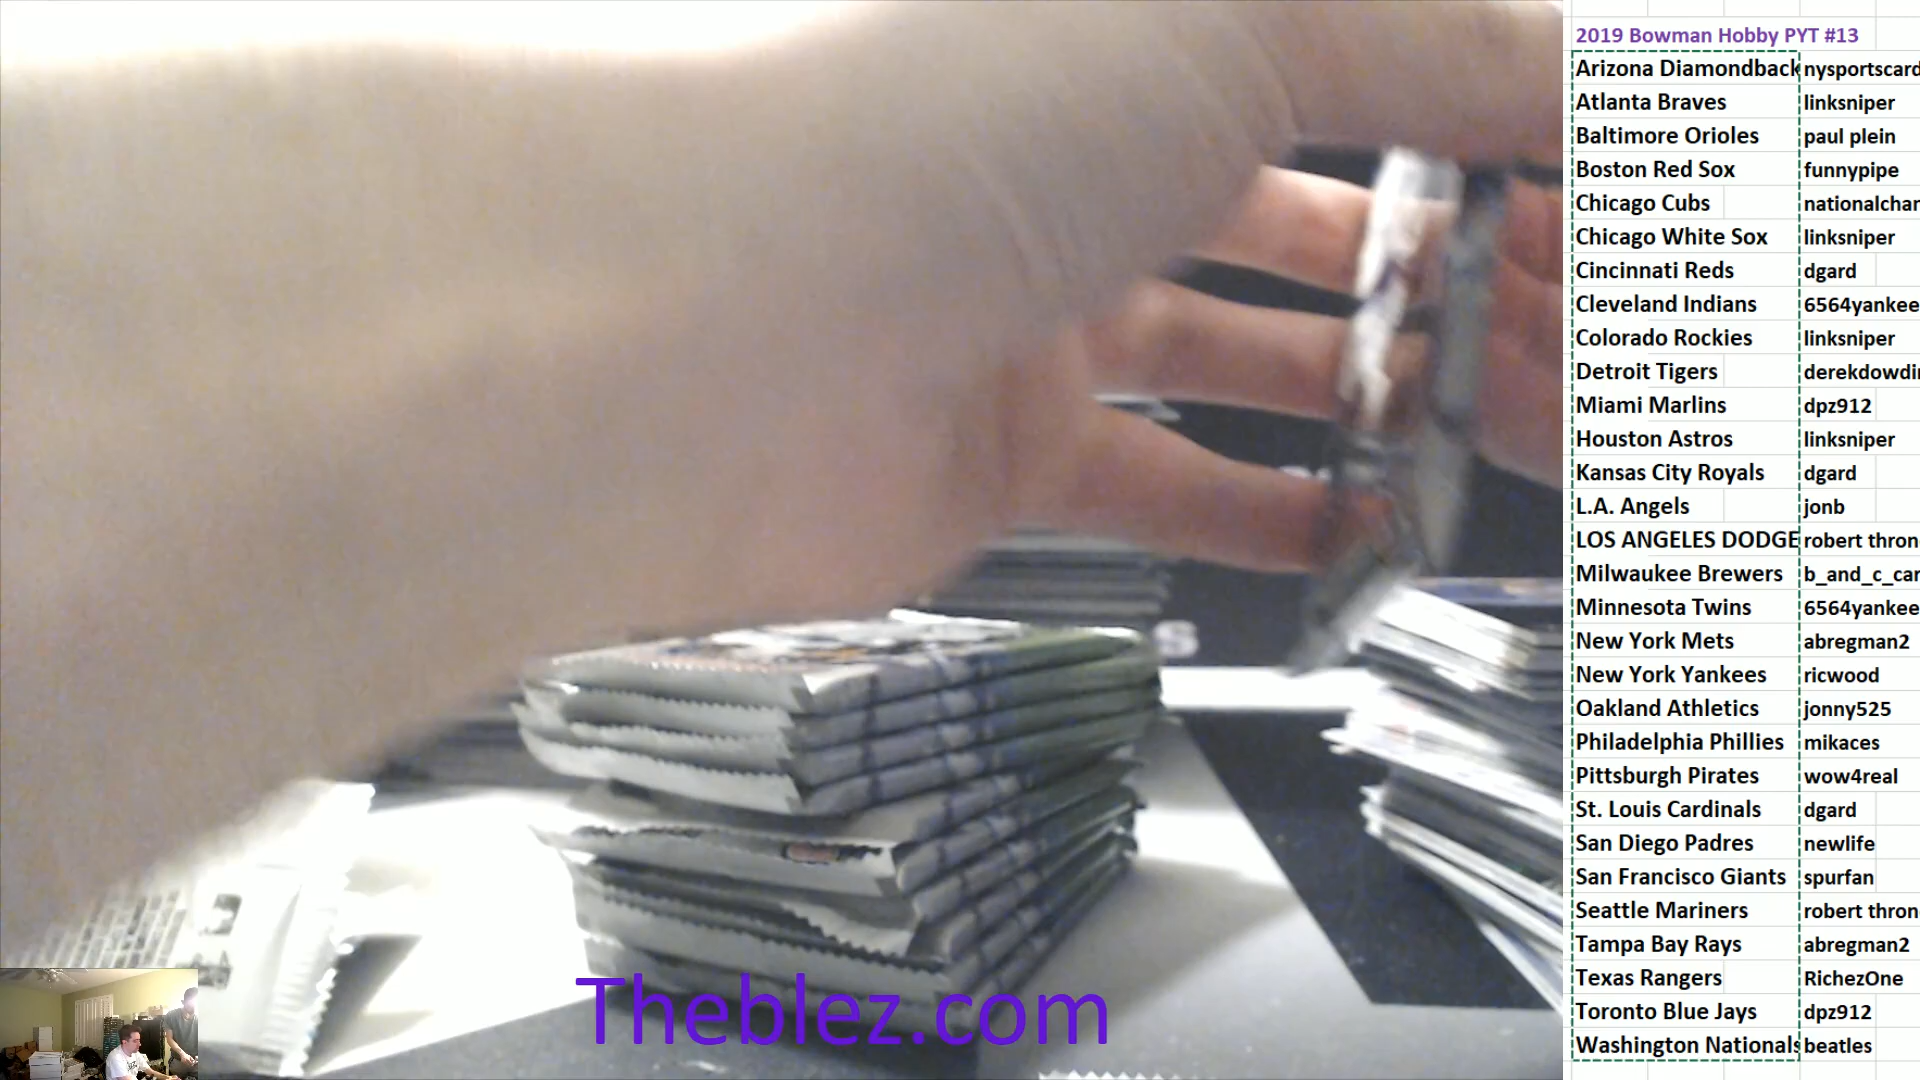 2019 Bowman Hobby PYT #13
Arizona Diamondback nysportscard
Atlanta Braves linksniper
Baltimore Orioles paul plein
Boston Red Sox funnypipe
Chicago Cubs nationalchar
Chicago White Sox linksniper
Cincinnati Reds dgard
Cleveland Indians 6564yankee
Colorado Rockies linksniper
Detroit Tigers derekdowdi
Miami Marlins dpz912
Houston Astros linksniper
Kansas City Royals dgard
L.A. Angels jonb
LOS ANGELES DODGE robert thron
Milwaukee Brewers b_and_c_car
Minnesota Twins 6564yankee
New York Mets abregman2
New York Yankees ricwood
Oakland Athletics jonny525
Philadelphia Phillies mikaces
Pittsburgh Pirates wow4real
St. Louis Cardinals dgard
San Diego Padres newlife
San Francisco Giants spurfan
Seattle Mariners robert thron
Tampa Bay Rays abregman2
Texas Rangers RichezOne
Toronto Blue Jays dpz912
Washington Nationals beatles
Theblez.com